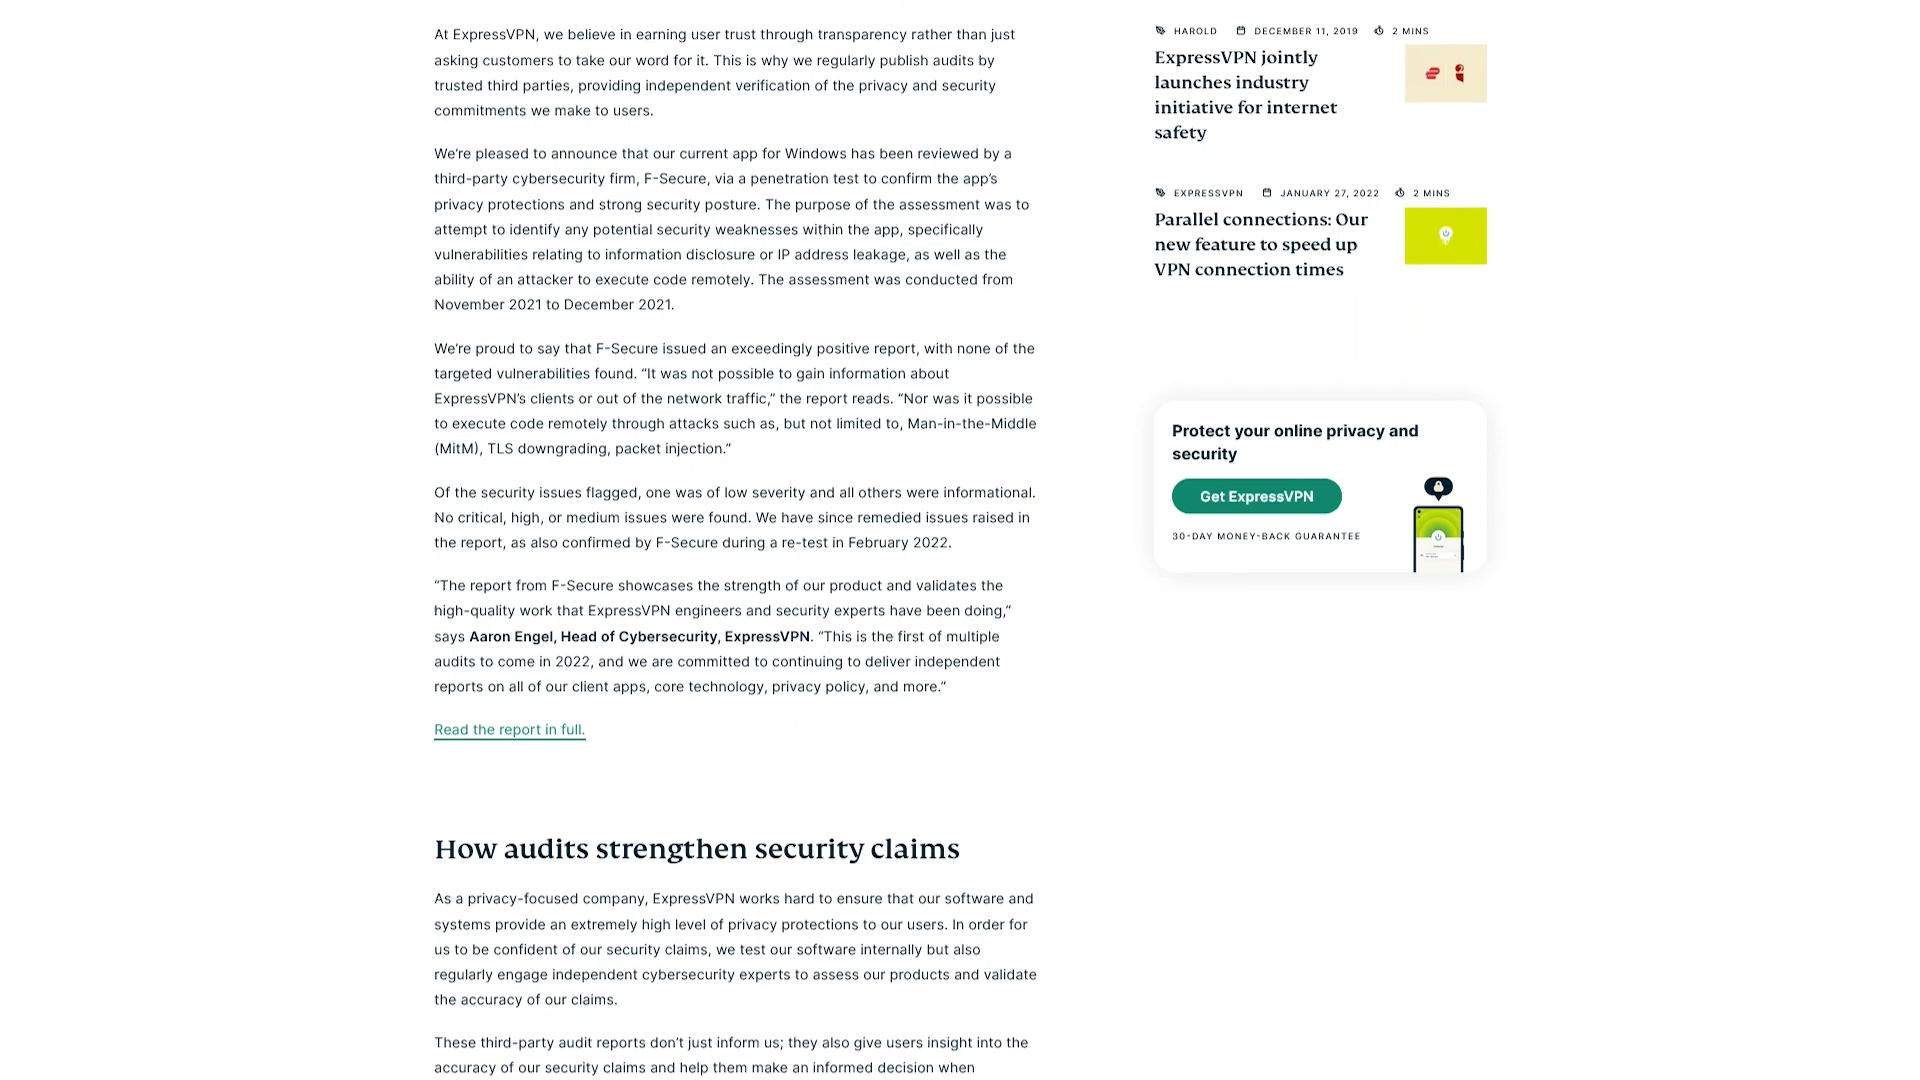 At ExpressVPN, we believe in earning user trust through transparency rather than just
asking customers to take our word for it. This is why we regularly publish audits by
trusted third parties, providing independent verification of the privacy and security
commitments we make to users.
We're pleased to announce that our current app for Windows has been reviewed by a
third-party cybersecurity firm, F-Secure, via a penetration test to confirm the app's
privacy protections and strong security posture. The purpose of the assessment was to
attempt to identify any potential security weaknesses within the app, specifically
vulnerabilities relating to information disclosure or IP address leakage, as well as the
ability of an attacker to execute code remotely. The assessment was conducted from
November 2021 to December 2021.
We're proud to say that F-Secure issued an exceedingly positive report, with none of the
targeted vulnerabilities found. “It was not possible to gain information about
ExpressVPN's clients or out of the network traffic,” the report reads. “Nor was it possible
to execute code remotely through attacks such as, but not limited to, Man-in-the-Middle
(MitM), TLS downgrading, packet injection.”
Of the security issues flagged, one was of low severity and all others were informational.
No critical, high, or medium issues were found. We have since remedied issues raised in
the report, as also confirmed by F-Secure during a re-test in February 2022.
“The report from F-Secure showcases the strength of our product and validates the
high-quality work that ExpressVPN engineers and security experts have been doing,”
says Aaron Engel, Head of Cybersecurity, ExpressVPN. “This is the first of multiple
audits to come in 2022, and we are committed to continuing to deliver independent
reports on all of our client apps, core technology, privacy policy, and more.”
Read the report in full.
How audits strengthen security claims
As a privacy-focused company, ExpressVPN works hard to ensure that our software and
systems provide an extremely high level of privacy protections to our users. In order for
us to be confident of our security claims, we test our software internally but also
regularly engage independent cybersecurity experts to assess our products and validate
the accuracy of our claims.
These third-party audit reports don't just inform us; they also give users insight into the
accuracy of our security claims and help them make an informed decision when
HAROLD DECEMBER 11, 2019 2 MINS
ExpressVPN jointly
launches industry
initiative for internet
safety
EXPRESSVPN JANUARY 27, 2022 2 MINS
Parallel connections: Our
new feature to speed up
VPN connection times
Protect your online privacy and
security
Get ExpressVPN
30-DAY MONEY-BACK GUARANTEE